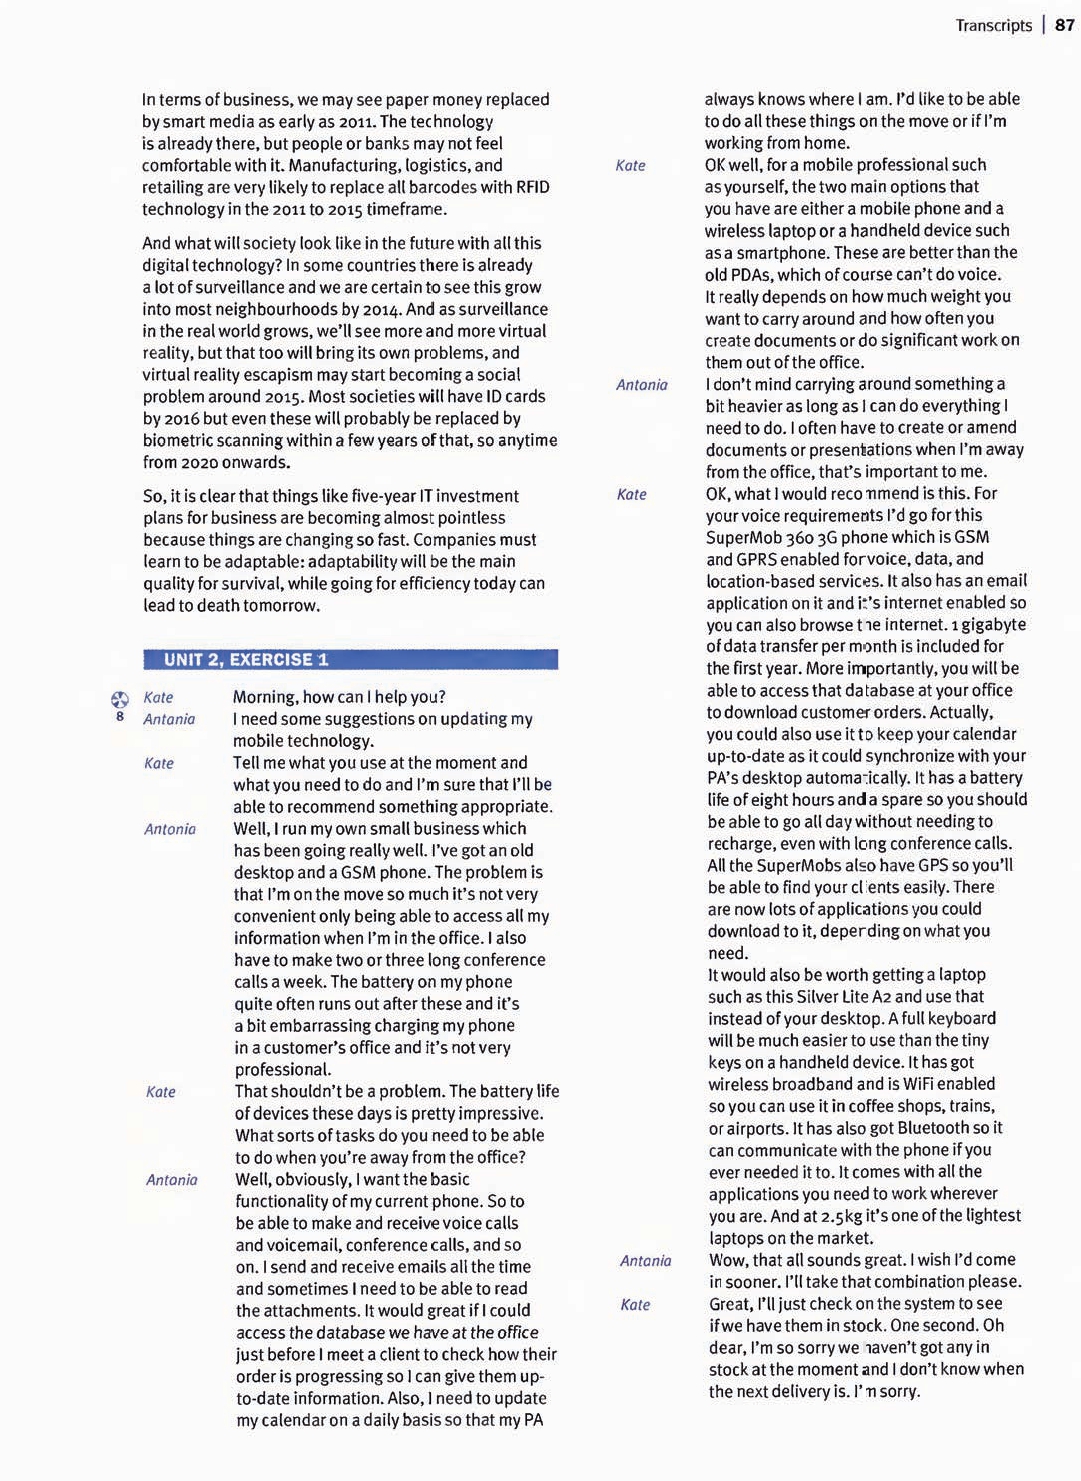 Transcripts | 87
In terms of business, we may see paper money replaced
by smart media as early as 2011. The technology
is already there, but people or banks may not feel
comfortable with it. Manufacturing, logistics, and
retailing are very likely to replace all barcodes with RFID
technology in the 2011 to 2015 timeframe.
And what will society look like in the future with all this
digital technology? In some countries there is already
a lot of surveillance and we are certain to see this grow
into most neighbourhoods by 2014. And as surveillance
in the real world grows, we'll see more and more virtual
reality, but that too will bring its own problems, and
virtual reality escapism may start becoming a social
problem around 2015. Most societies will have ID cards
by 2016 but even these will probably be replaced by
biometric scanning within a few years of that, so anytime
from 2020 onwards.
So, it is clear that things like five-year IT investment
plans for business are becoming almost pointless
because things are changing so fast. Companies must
learn to be adaptable: adaptability will be the main
quality for survival, while going for efficiency today can
lead to death tomorrow.
UNIT 2, EXERCISE 1
8
Kate Morning, how can I help you?
Antonia I need some suggestions on updating my
mobile technology.
Kate Tell me what you use at the moment and
what you need to do and I'm sure that I'll be
able to recommend something appropriate.
Antonia Well, I run my own small business which
has been going really well. I've got an old
desktop and a GSM phone. The problem is
that I'm on the move so much it's not very
convenient only being able to access all my
information when I'm in the office. I also
have to make two or three long conference
calls a week. The battery on my phone
quite often runs out after these and it's
a bit embarrassing charging my phone
in a customer's office and it's not very
professional.
Kate That shouldn't be a problem. The battery life
of devices these days is pretty impressive.
What sorts of tasks do you need to be able
to do when you're away from the office?
Antonia Well, obviously, I want the basic
functionality of my current phone. So to
be able to make and receive voice calls
and voicemail, conference calls, and so
on. I send and receive emails all the time
and sometimes I need to be able to read
the attachments. It would great if I could
access the database we have at the office
just before I meet a client to check how their
order is progressing so I can give them up-
to-date information. Also, I need to update
my calendar on a daily basis so that my PA
always knows where I am. I'd like to be able
to do all these things on the move or if I'm
working from home.
Kate OK well, for a mobile professional such
as yourself, the two main options that
you have are either a mobile phone and a
wireless laptop or a handheld device such
as a smartphone. These are better than the
old PDAs, which of course can't do voice.
It really depends on how much weight you
want to carry around and how often you
create documents or do significant work on
them out of the office.
Antonia I don't mind carrying around something a
bit heavier as long as I can do everything I
need to do. I often have to create or amend
documents or presentations when I'm away
from the office, that's important to me.
Kate OK, what I would recommend is this. For
your voice requirements I'd go for this
SuperMob 360 3G phone which is GSM
and GPRS enabled for voice, data, and
location-based services. It also has an email
application on it and it's internet enabled so
you can also browse the internet. 1 gigabyte
of data transfer per month is included for
the first year. More importantly, you will be
able to access that database at your office
to download customer orders. Actually,
you could also use it to keep your calendar
up-to-date as it could synchronize with your
PA's desktop automatically. It has a battery
life of eight hours and a spare so you should
be able to go all day without needing to
recharge, even with long conference calls.
All the SuperMobs also have GPS so you'll
be able to find your clients easily. There
are now lots of applications you could
download to it, depending on what you
need.
It would also be worth getting a laptop
such as this Silver Lite A2 and use that
instead of your desktop. A full keyboard
will be much easier to use than the tiny
keys on a handheld device. It has got
wireless broadband and is WiFi enabled
so you can use it in coffee shops, trains,
or airports. It has also got Bluetooth so it
can communicate with the phone if you
ever needed it to. It comes with all the
applications you need to work wherever
you are. And at 2.5kg it's one of the lightest
laptops on the market.
Antonia Wow, that all sounds great. I wish I'd come
in sooner. I'll take that combination please.
Kate Great, I'll just check on the system to see
if we have them in stock. One second. Oh
dear, I'm so sorry we haven't got any in
stock at the moment and I don't know when
the next delivery is. I'm sorry.